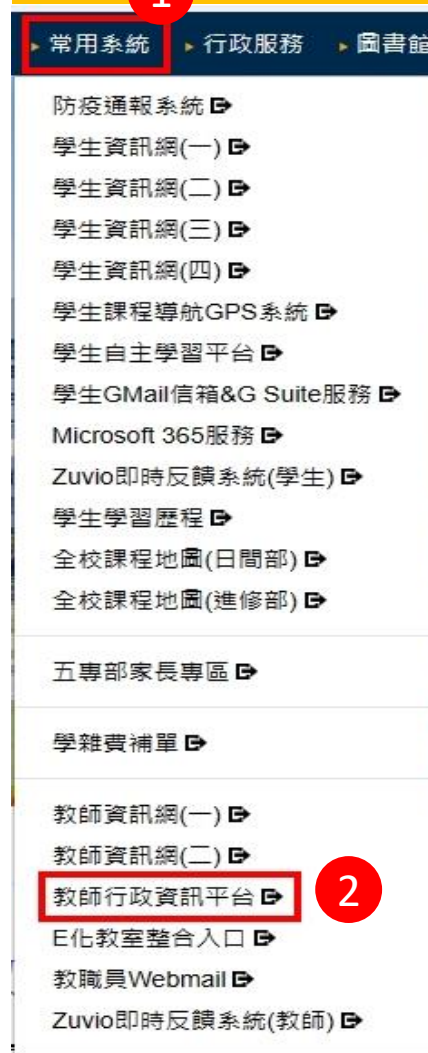 1
常用系統 行政服務 圖書館
防疫通報系統
學生資訊網(一)
學生資訊網(二)
學生資訊網(三)
學生資訊網(四)
學生課程導航GPS系統
學生自主學習平台
學生GMail信箱&G Suite服務
Microsoft 365服務
Zuvio即時反饋系統(學生)
學生學習歷程
全校課程地圖(日間部)
全校課程地圖(進修部)
五專部家長專區
學雜費補單
教師資訊網(一)
教師資訊網(二)
教師行政資訊平台 2
E化教室整合入口
教職員Webmail
Zuvio即時反饋系統(教師)